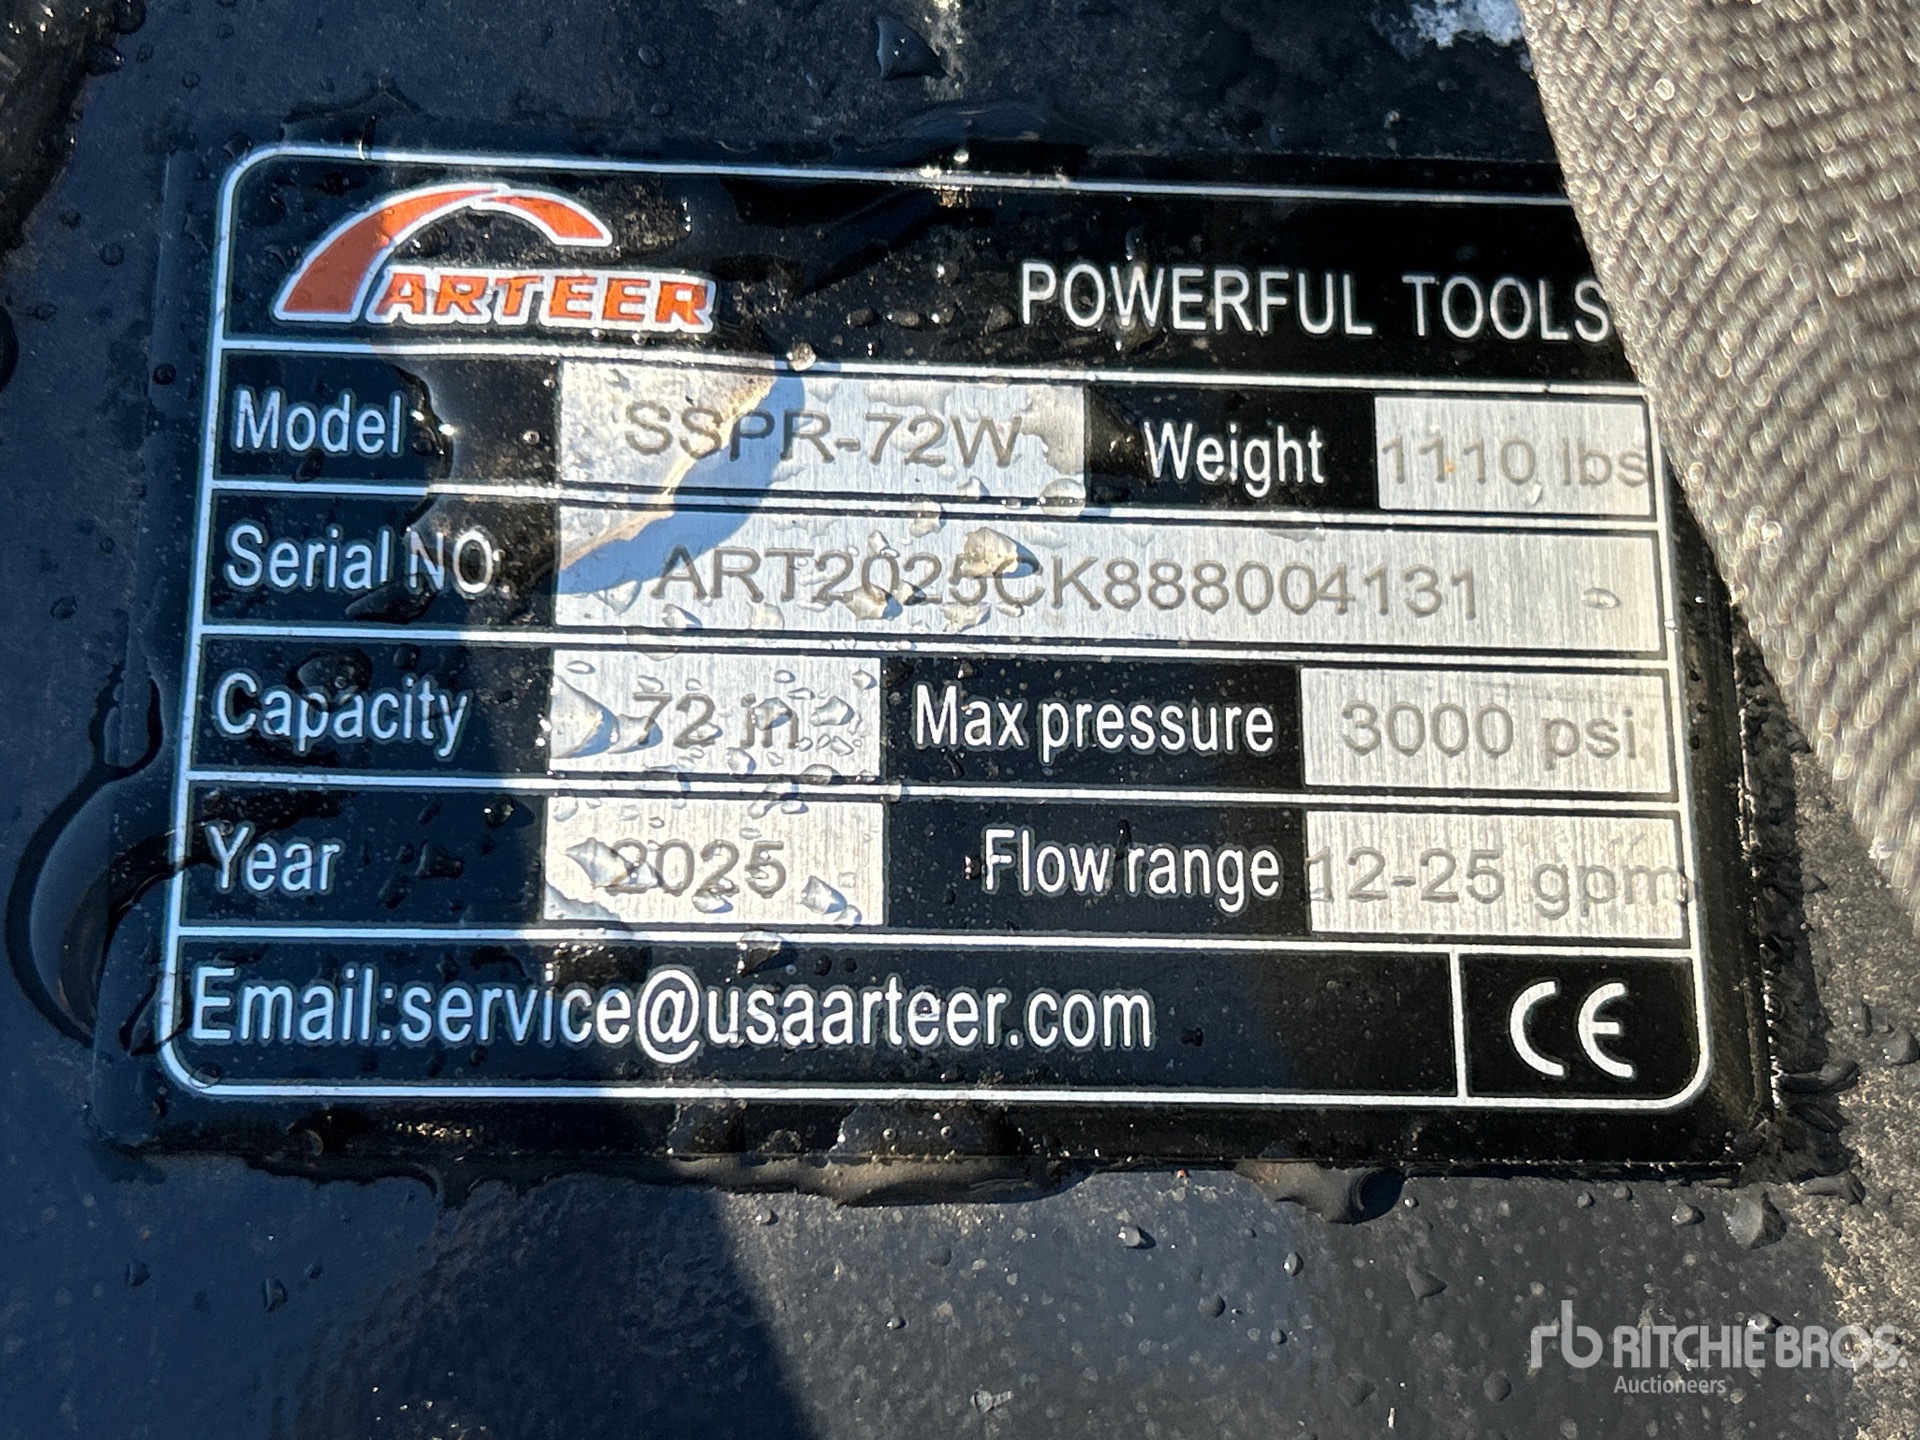 ARTEER POWERFUL TOOLS
Model SSPR-72W Weight 1110 lbs
Serial NO. ART2025CK888004131
Capacity 72 in Max pressure 3000 psi
Year 2025 Flow range 12-25 gpm
Email:service@usaarteer.com CE
rb RITCHIE BROS.
Auctioneers